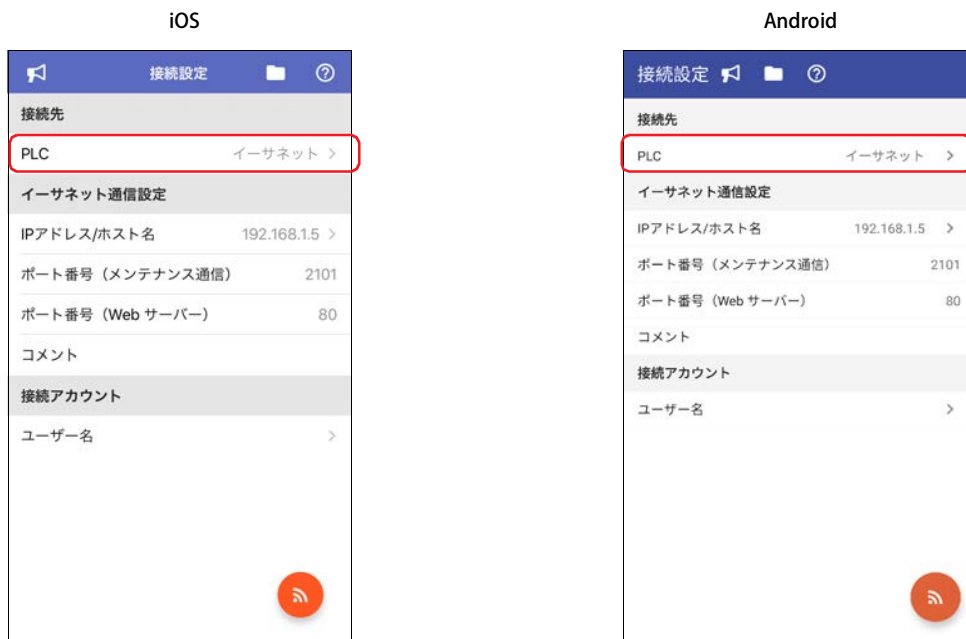 iOS
接続設定
接続先
PLC イーサネット
イーサネット通信設定
IPアドレス/ホスト名 192.168.1.5
ポート番号（メンテナンス通信） 2101
ポート番号（Web サーバー） 80
コメント
接続アカウント
ユーザー名
Android
接続設定
接続先
PLC イーサネット
イーサネット通信設定
IPアドレス/ホスト名 192.168.1.5
ポート番号（メンテナンス通信） 2101
ポート番号（Web サーバー） 80
コメント
接続アカウント
ユーザー名